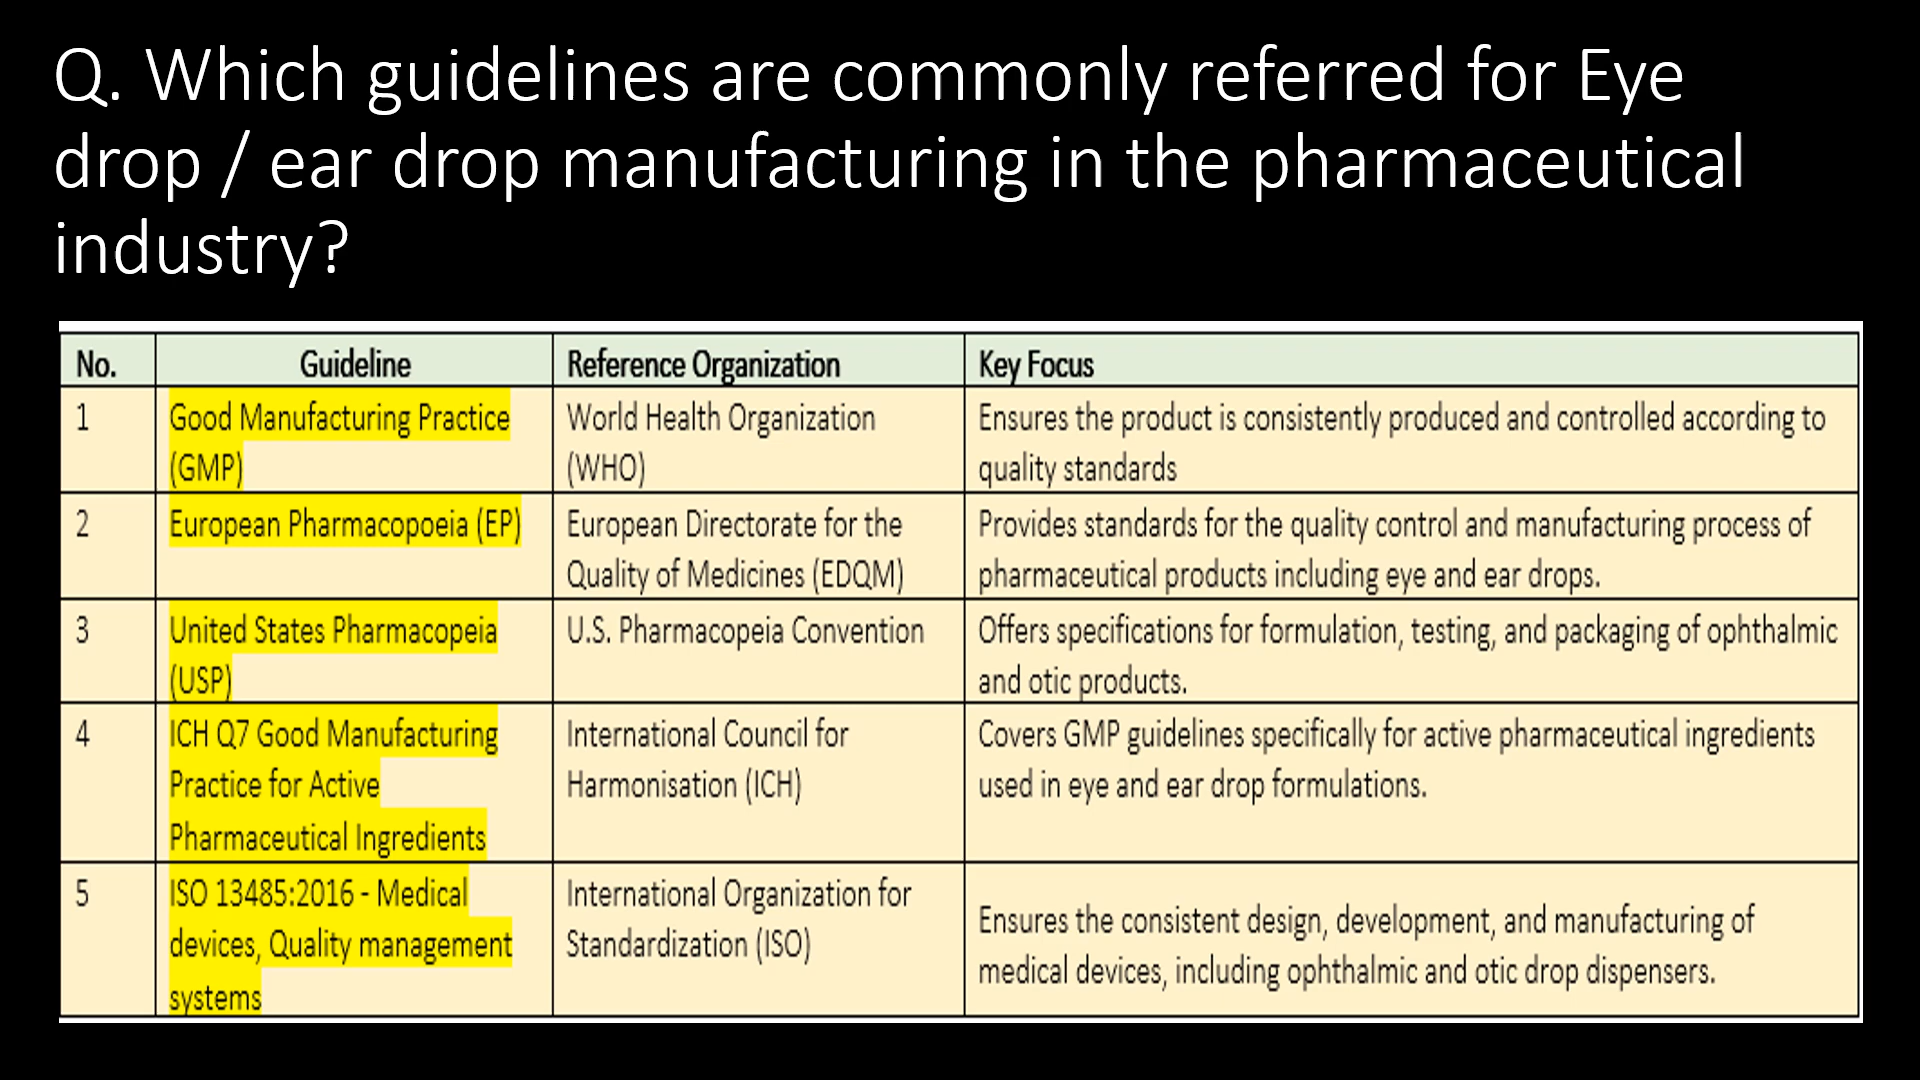 Q. Which guidelines are commonly referred for Eye
drop / ear drop manufacturing in the pharmaceutical
industry?
No. Guideline Reference Organization Key Focus
1 Good Manufacturing Practice World Health Organization Ensures the product is consistently produced and controlled according to
(GMP) (WHO) quality standards
2 European Pharmacopoeia (EP) European Directorate for the Provides standards for the quality control and manufacturing process of
Quality of Medicines (EDQM) pharmaceutical products including eye and ear drops.
3 United States Pharmacopeia U.S. Pharmacopeia Convention Offers specifications for formulation, testing, and packaging of ophthalmic
(USP) and otic products.
4 ICH Q7 Good Manufacturing International Council for Covers GMP guidelines specifically for active pharmaceutical ingredients
Practice for Active Harmonisation (ICH) used in eye and ear drop formulations.
Pharmaceutical Ingredients
5 ISO 13485:2016 - Medical International Organization for Ensures the consistent design, development, and manufacturing of
devices, Quality management Standardization (ISO) medical devices, including ophthalmic and otic drop dispensers.
systems